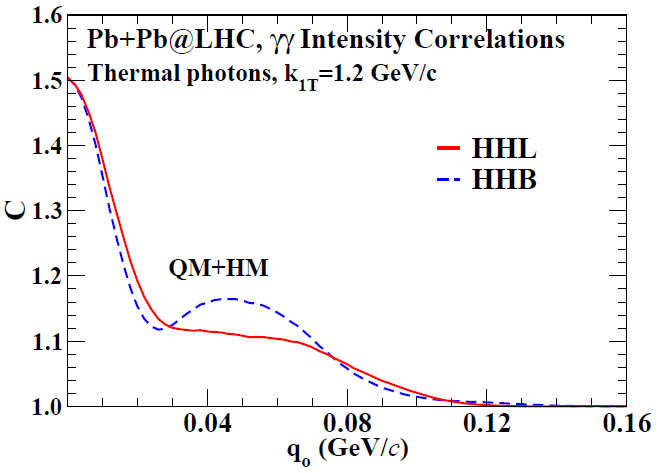 Pb+Pb@LHC, γγ Intensity Correlations
Thermal photons, k1T=1.2 GeV/c
HHL
HHB
QM+HM
C
1.6
1.5
1.4
1.3
1.2
1.1
1.0
0.04
0.08
0.12
0.16
qo (GeV/c)